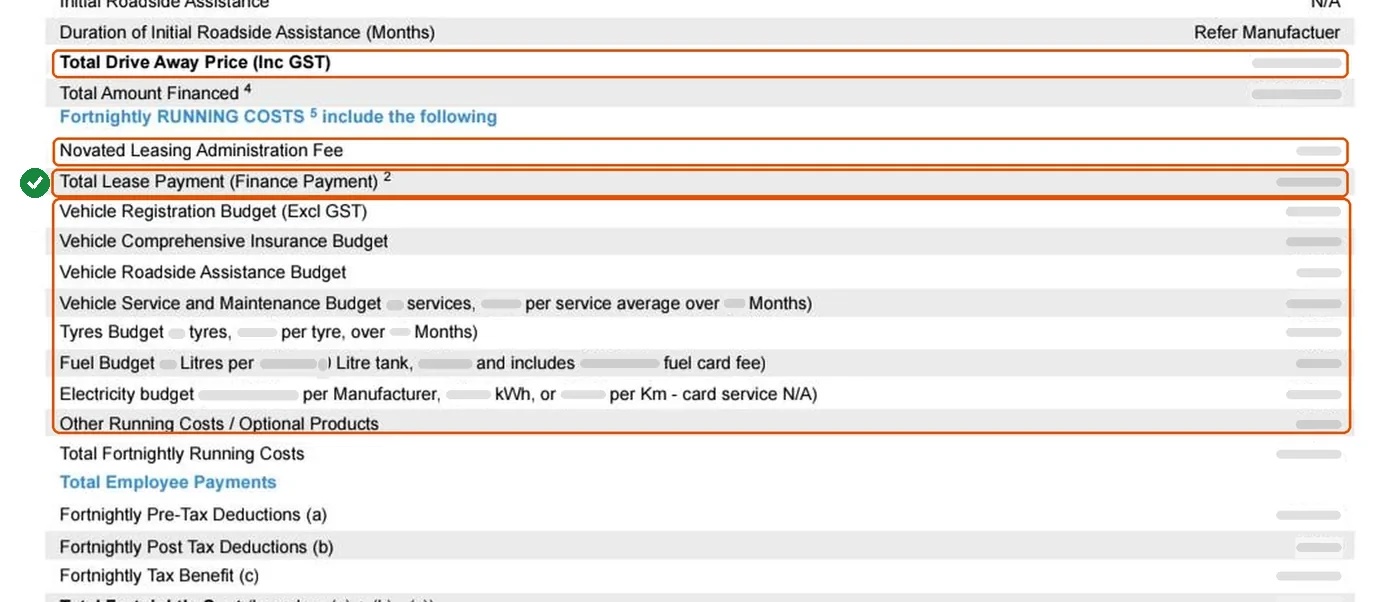 Initial Roadside Assistance N/A
Duration of Initial Roadside Assistance (Months) Refer Manufactuer
Total Drive Away Price (Inc GST)
Total Amount Financed 4
Fortnightly RUNNING COSTS 5 include the following
Novated Leasing Administration Fee
Total Lease Payment (Finance Payment) 2
Vehicle Registration Budget (Excl GST)
Vehicle Comprehensive Insurance Budget
Vehicle Roadside Assistance Budget
Vehicle Service and Maintenance Budget services, per service average over Months)
Tyres Budget tyres, per tyre, over Months)
Fuel Budget Litres per ) Litre tank, and includes fuel card fee)
Electricity budget per Manufacturer, kWh, or per Km - card service N/A)
Other Running Costs / Optional Products
Total Fortnightly Running Costs
Total Employee Payments
Fortnightly Pre-Tax Deductions (a)
Fortnightly Post Tax Deductions (b)
Fortnightly Tax Benefit (c)